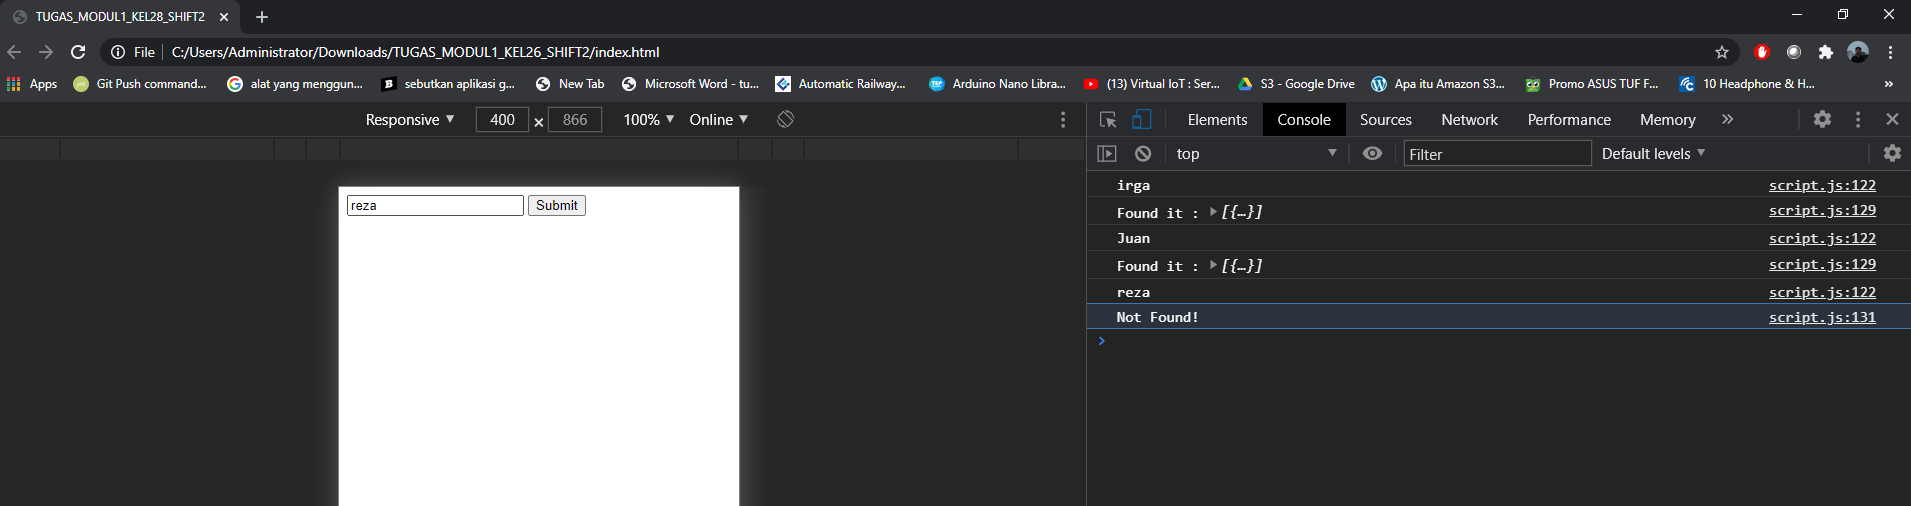 TUGAS_MODUL1_KEL28_SHIFT2
File | C:/Users/Administrator/Downloads/TUGAS_MODUL1_KEL26_SHIFT2/index.html
Apps Git Push command... alat yang menggun... sebutkan aplikasi g... New Tab Microsoft Word - tu... Automatic Railway... Arduino Nano Libra... (13) Virtual IoT : Ser... S3 - Google Drive Apa itu Amazon S3... Promo ASUS TUF F... 10 Headphone & H... »
Responsive ▼ 400 × 866 100% ▼ Online ▼
Elements Console Sources Network Performance Memory »
top ▼ Filter Default levels ▼
reza Submit
irga script.js:122
Found it : ▶[{…}] script.js:129
Juan script.js:122
Found it : ▶[{…}] script.js:129
reza script.js:122
Not Found! script.js:131
>